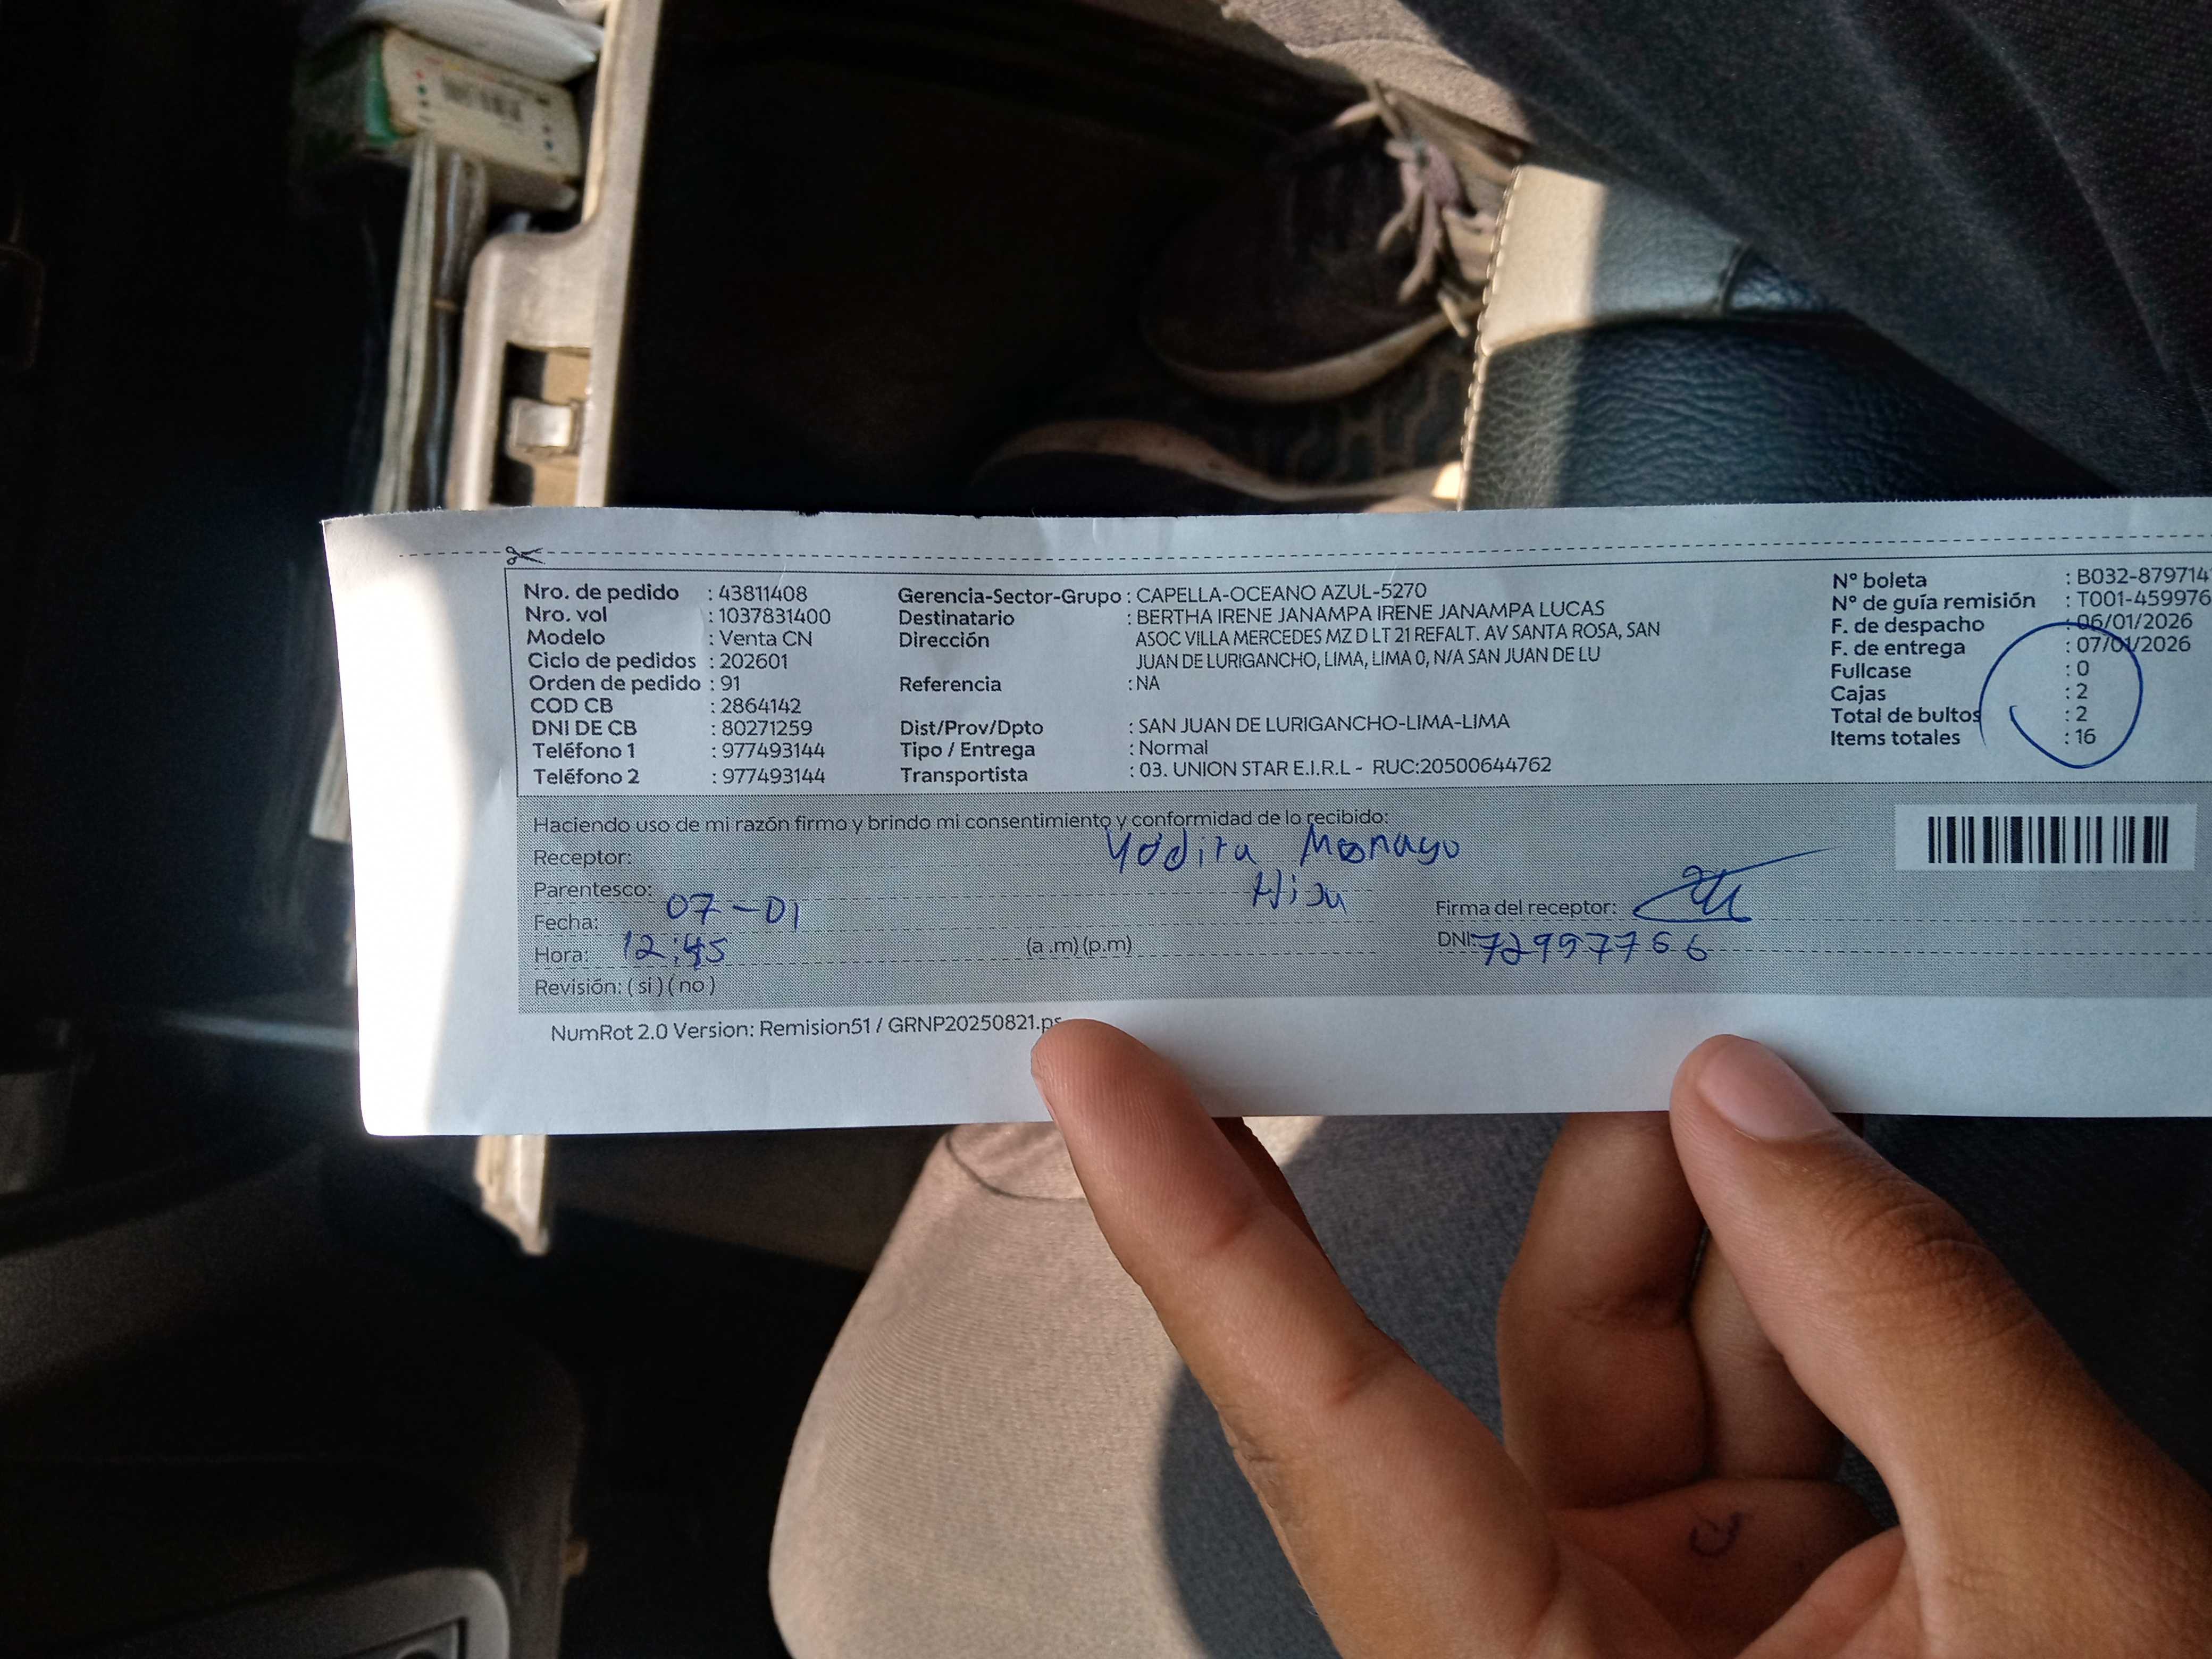 Nro. de pedido : 43811408
Nro. vol : 1037831400
Modelo : Venta CN
Ciclo de pedidos : 202601
Orden de pedido : 91
COD CB : 2864142
DNI DE CB : 80271259
Teléfono 1 : 977493144
Teléfono 2 : 977493144
Gerencia-Sector-Grupo : CAPELLA-OCEANO AZUL-5270
Destinatario : BERTHA IRENE JANAMPA IRENE JANAMPA LUCAS
Dirección ASOC VILLA MERCEDES MZ D LT 21 REFALT. AV SANTA ROSA, SAN
JUAN DE LURIGANCHO, LIMA, LIMA 0, N/A SAN JUAN DE LU
Referencia : NA
Dist/Prov/Dpto : SAN JUAN DE LURIGANCHO-LIMA-LIMA
Tipo / Entrega : Normal
Transportista : 03. UNION STAR E.I.R.L - RUC:20500644762
N° boleta : B032-879714
N° de guía remisión : T001-459976
F. de despacho : 06/01/2026
F. de entrega : 07/01/2026
Fullcase : 0
Cajas : 2
Total de bultos : 2
Items totales : 16
Haciendo uso de mi razón firmo y brindo mi consentimiento y conformidad de lo recibido:
Receptor:
Parentesco:
Fecha: 07-01
Hora: 12:45 (a .m) (p.m)
Firma del receptor:
DNI:
Revisión: ( si ) ( no )
NumRot 2.0 Version: Remision51 / GRNP20250821.ps